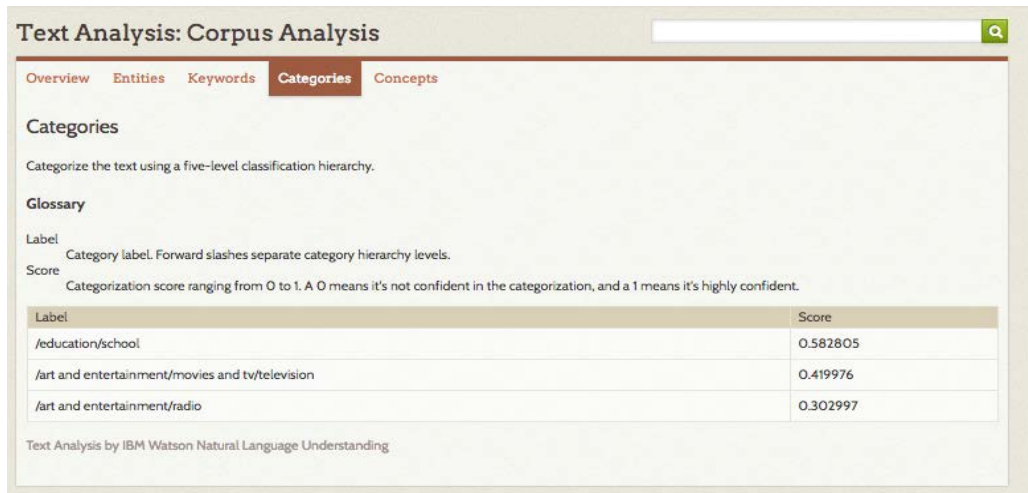 Text Analysis: Corpus Analysis
Overview Entities Keywords Categories Concepts
Categories
Categorize the text using a five-level classification hierarchy.
Glossary
Label
Category label. Forward slashes separate category hierarchy levels.
Score
Categorization score ranging from 0 to 1. A 0 means it's not confident in the categorization, and a 1 means it's highly confident.
Label Score
/education/school 0.582805
/art and entertainment/movies and tv/television 0.419976
/art and entertainment/radio 0.302997
Text Analysis by IBM Watson Natural Language Understanding